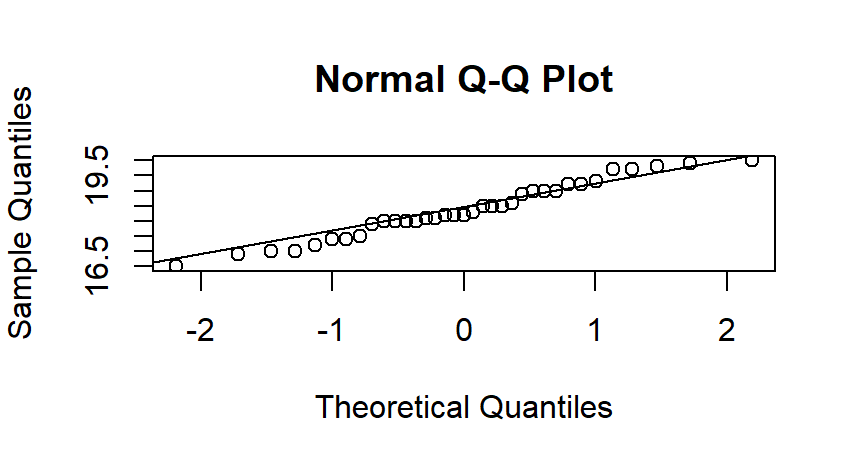 Normal Q-Q Plot
Sample Quantiles
19.5
16.5
-2 -1 0 1 2
Theoretical Quantiles